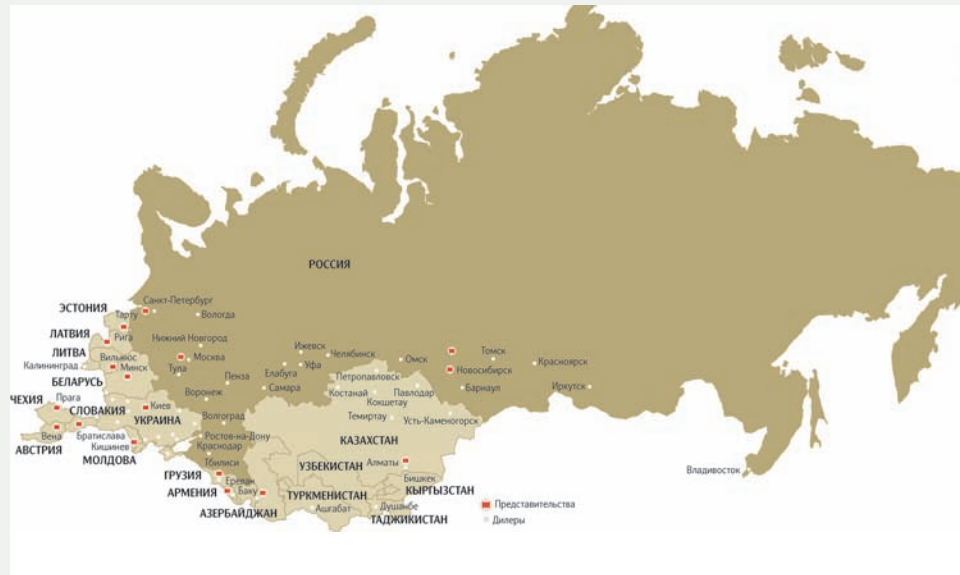 РОССИЯ
ЭСТОНИЯ
Санкт-Петербург
Тарту
Вологда
ЛАТВИЯ
Рига
Нижний Новгород
ЛИТВА
Вильнюс
Москва
Ижевск
Челябинск
Омск
Томск
Красноярск
Калининград
Минск
Тула
Елабуга
Уфа
Петропавловск
Новосибирск
БЕЛАРУСЬ
Пенза
Самара
Костанай
Павлодар
Барнаул
Иркутск
ЧЕХИЯ
Прага
Воронеж
Кокшетау
СЛОВАКИЯ
Киев
Волгоград
Темиртау
Усть-Каменогорск
УКРАИНА
Вена
Братислава
Ростов-на-Дону
КАЗАХСТАН
АВСТРИЯ
Кишинев
Краснодар
МОЛДОВА
Тбилиси
УЗБЕКИСТАН
Алматы
Владивосток
ГРУЗИЯ
Ереван
Бишкек
АРМЕНИЯ
Баку
ТУРКМЕНИСТАН
КЫРГЫЗСТАН
АЗЕРБАЙДЖАН
Ашгабат
Душанбе
ТАДЖИКИСТАН
Представительства
Дилеры